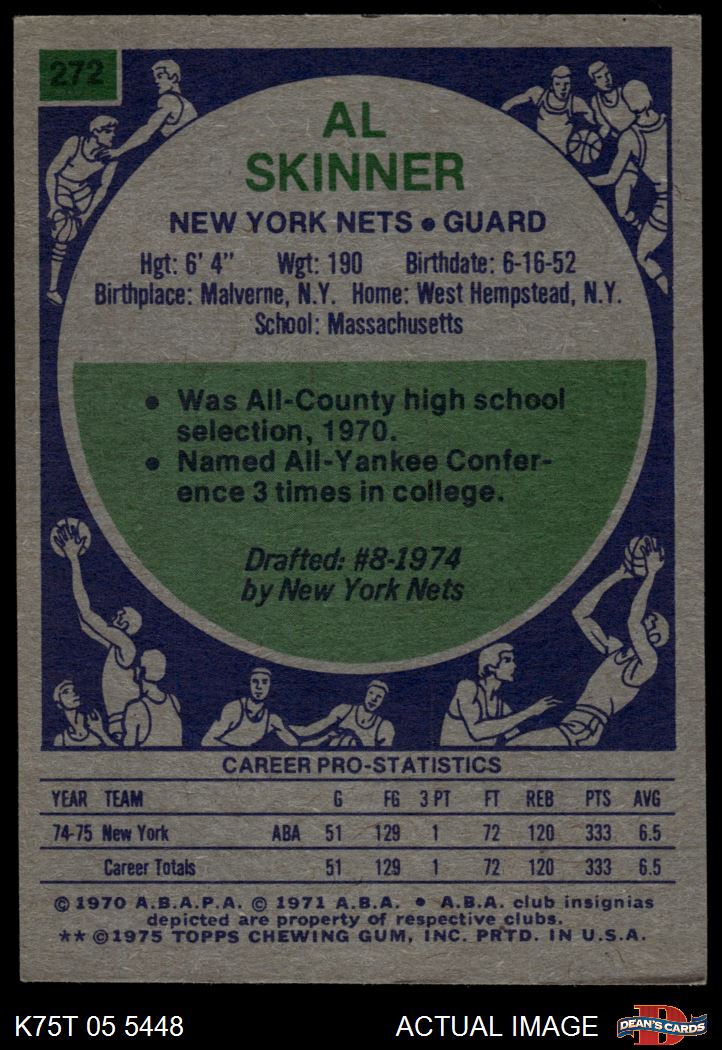 272
AL
SKINNER
NEW YORK NETS • GUARD
Hgt: 6' 4" Wgt: 190 Birthdate: 6-16-52
Birthplace: Malverne, N.Y. Home: West Hempstead, N.Y.
School: Massachusetts
• Was All-County high school
selection, 1970.
• Named All-Yankee Confer-
ence 3 times in college.
Drafted: #8-1974
by New York Nets
CAREER PRO-STATISTICS
YEAR TEAM G FG 3 PT FT REB PTS AVG
74-75 New York ABA 51 129 1 72 120 333 6.5
Career Totals 51 129 1 72 120 333 6.5
© 1970 A.B.A.P.A. © 1971 A.B.A. • A.B.A. club insignias
depicted are property of respective clubs.
** © 1975 TOPPS CHEWING GUM, INC. PRTD. IN U.S.A.
K75T 05 5448 ACTUAL IMAGE D DEAN'S CARDS